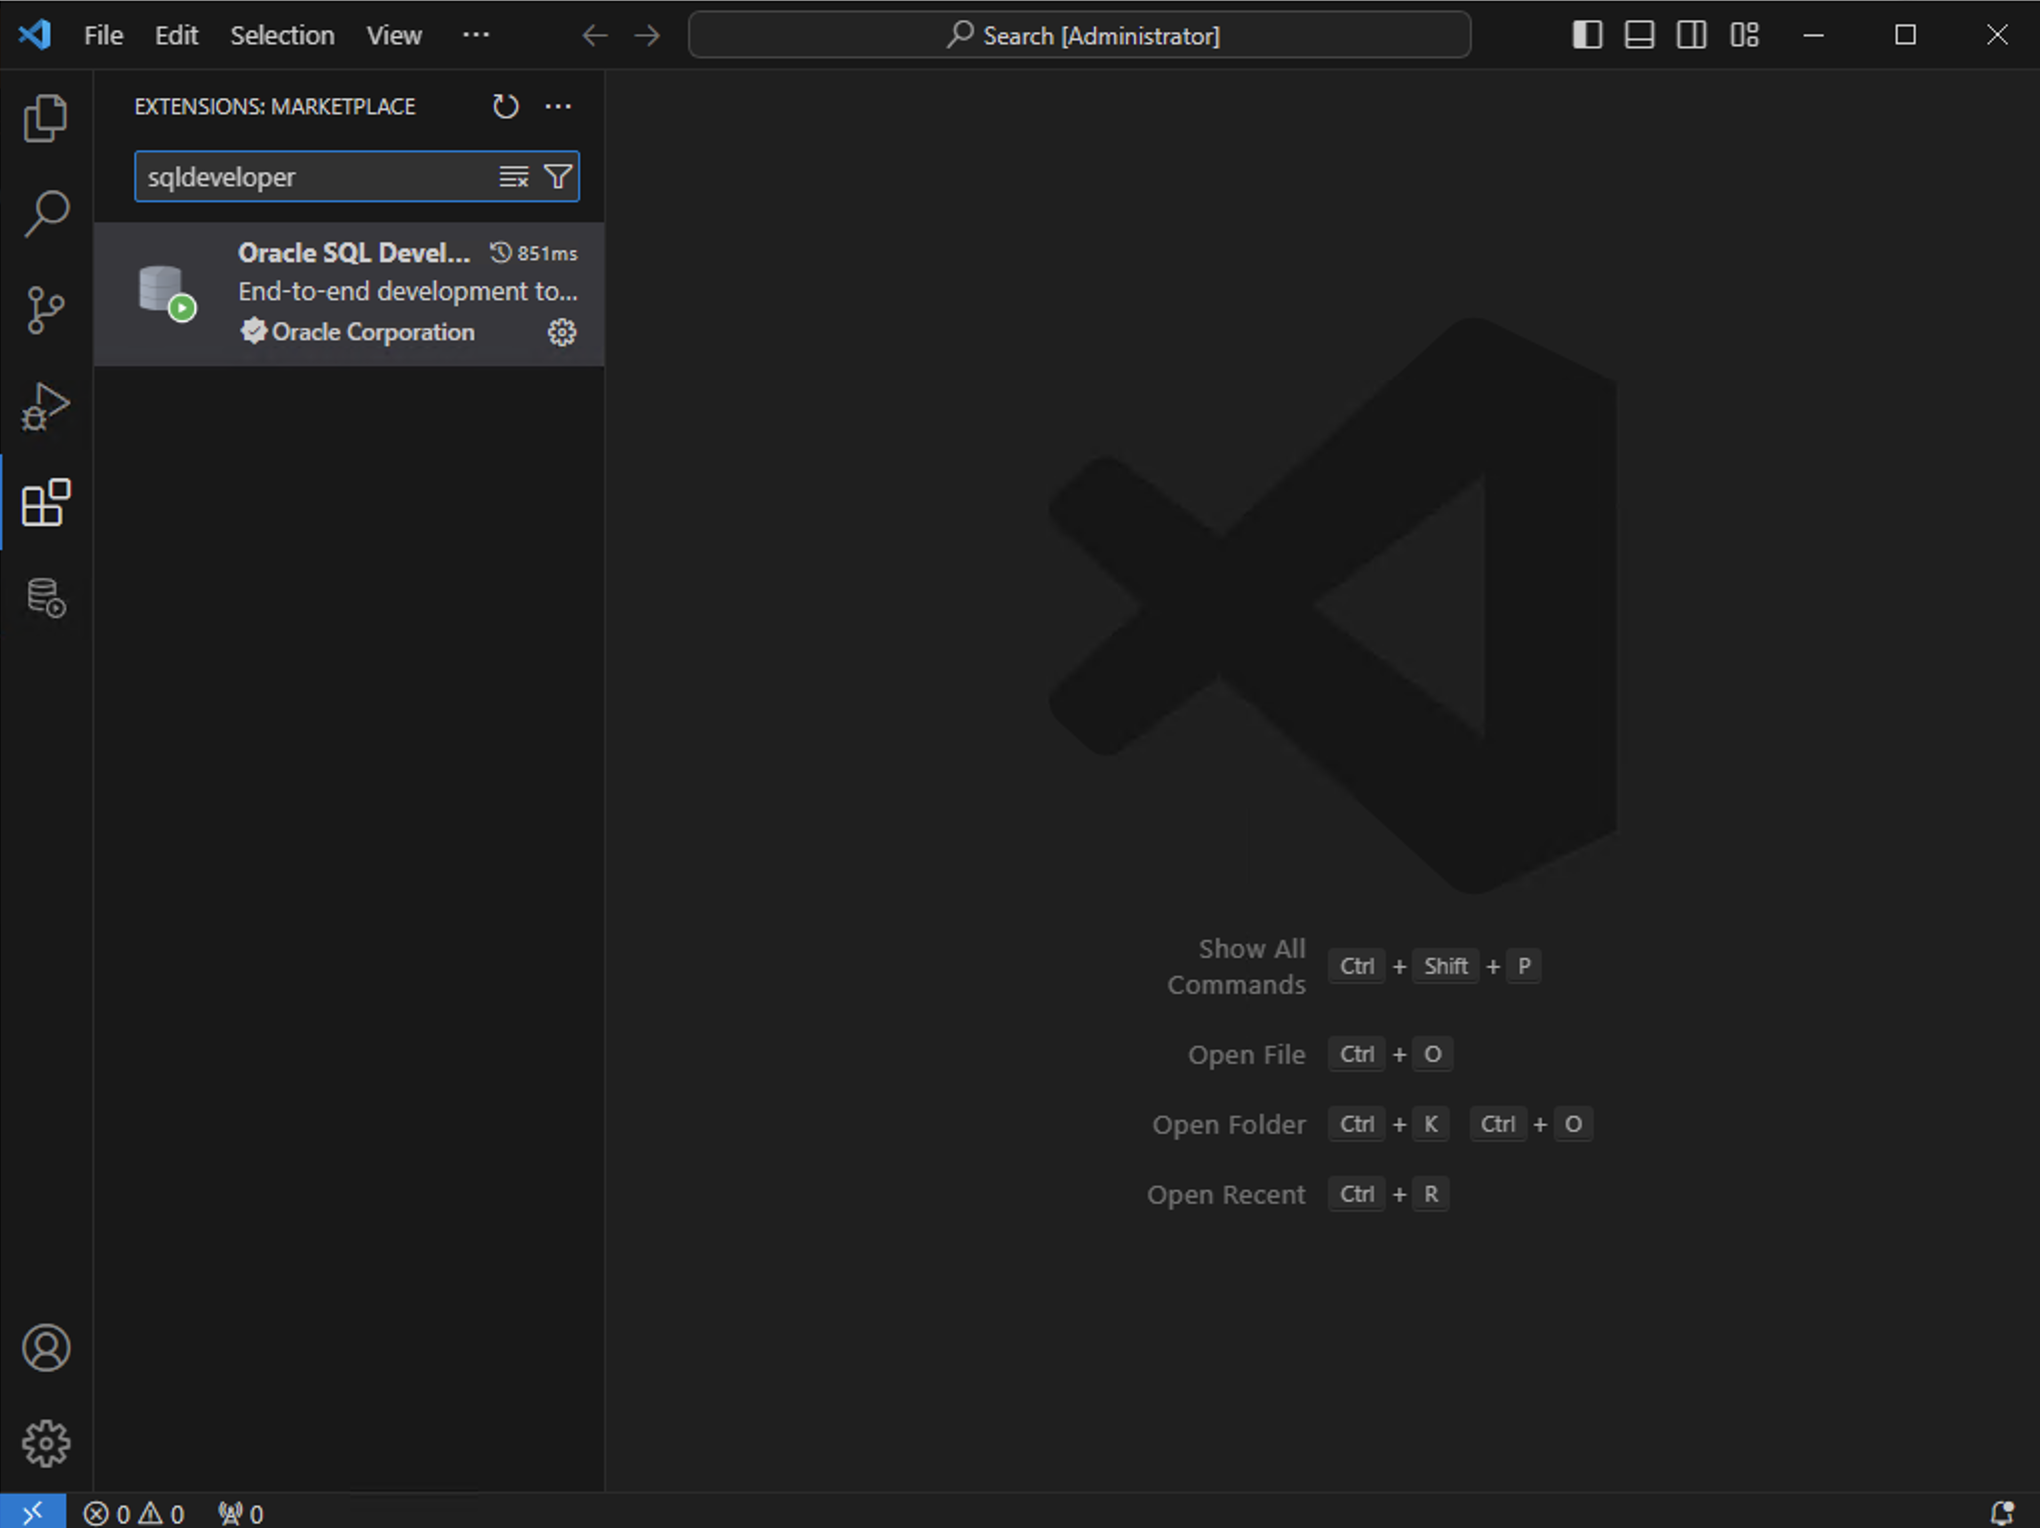 File Edit Selection View ··· Search [Administrator]
EXTENSIONS: MARKETPLACE
sqldeveloper
Oracle SQL Devel... 851ms
End-to-end development to...
Oracle Corporation
Show All Commands Ctrl + Shift + P
Open File Ctrl + O
Open Folder Ctrl + K Ctrl + O
Open Recent Ctrl + R
0 0 0